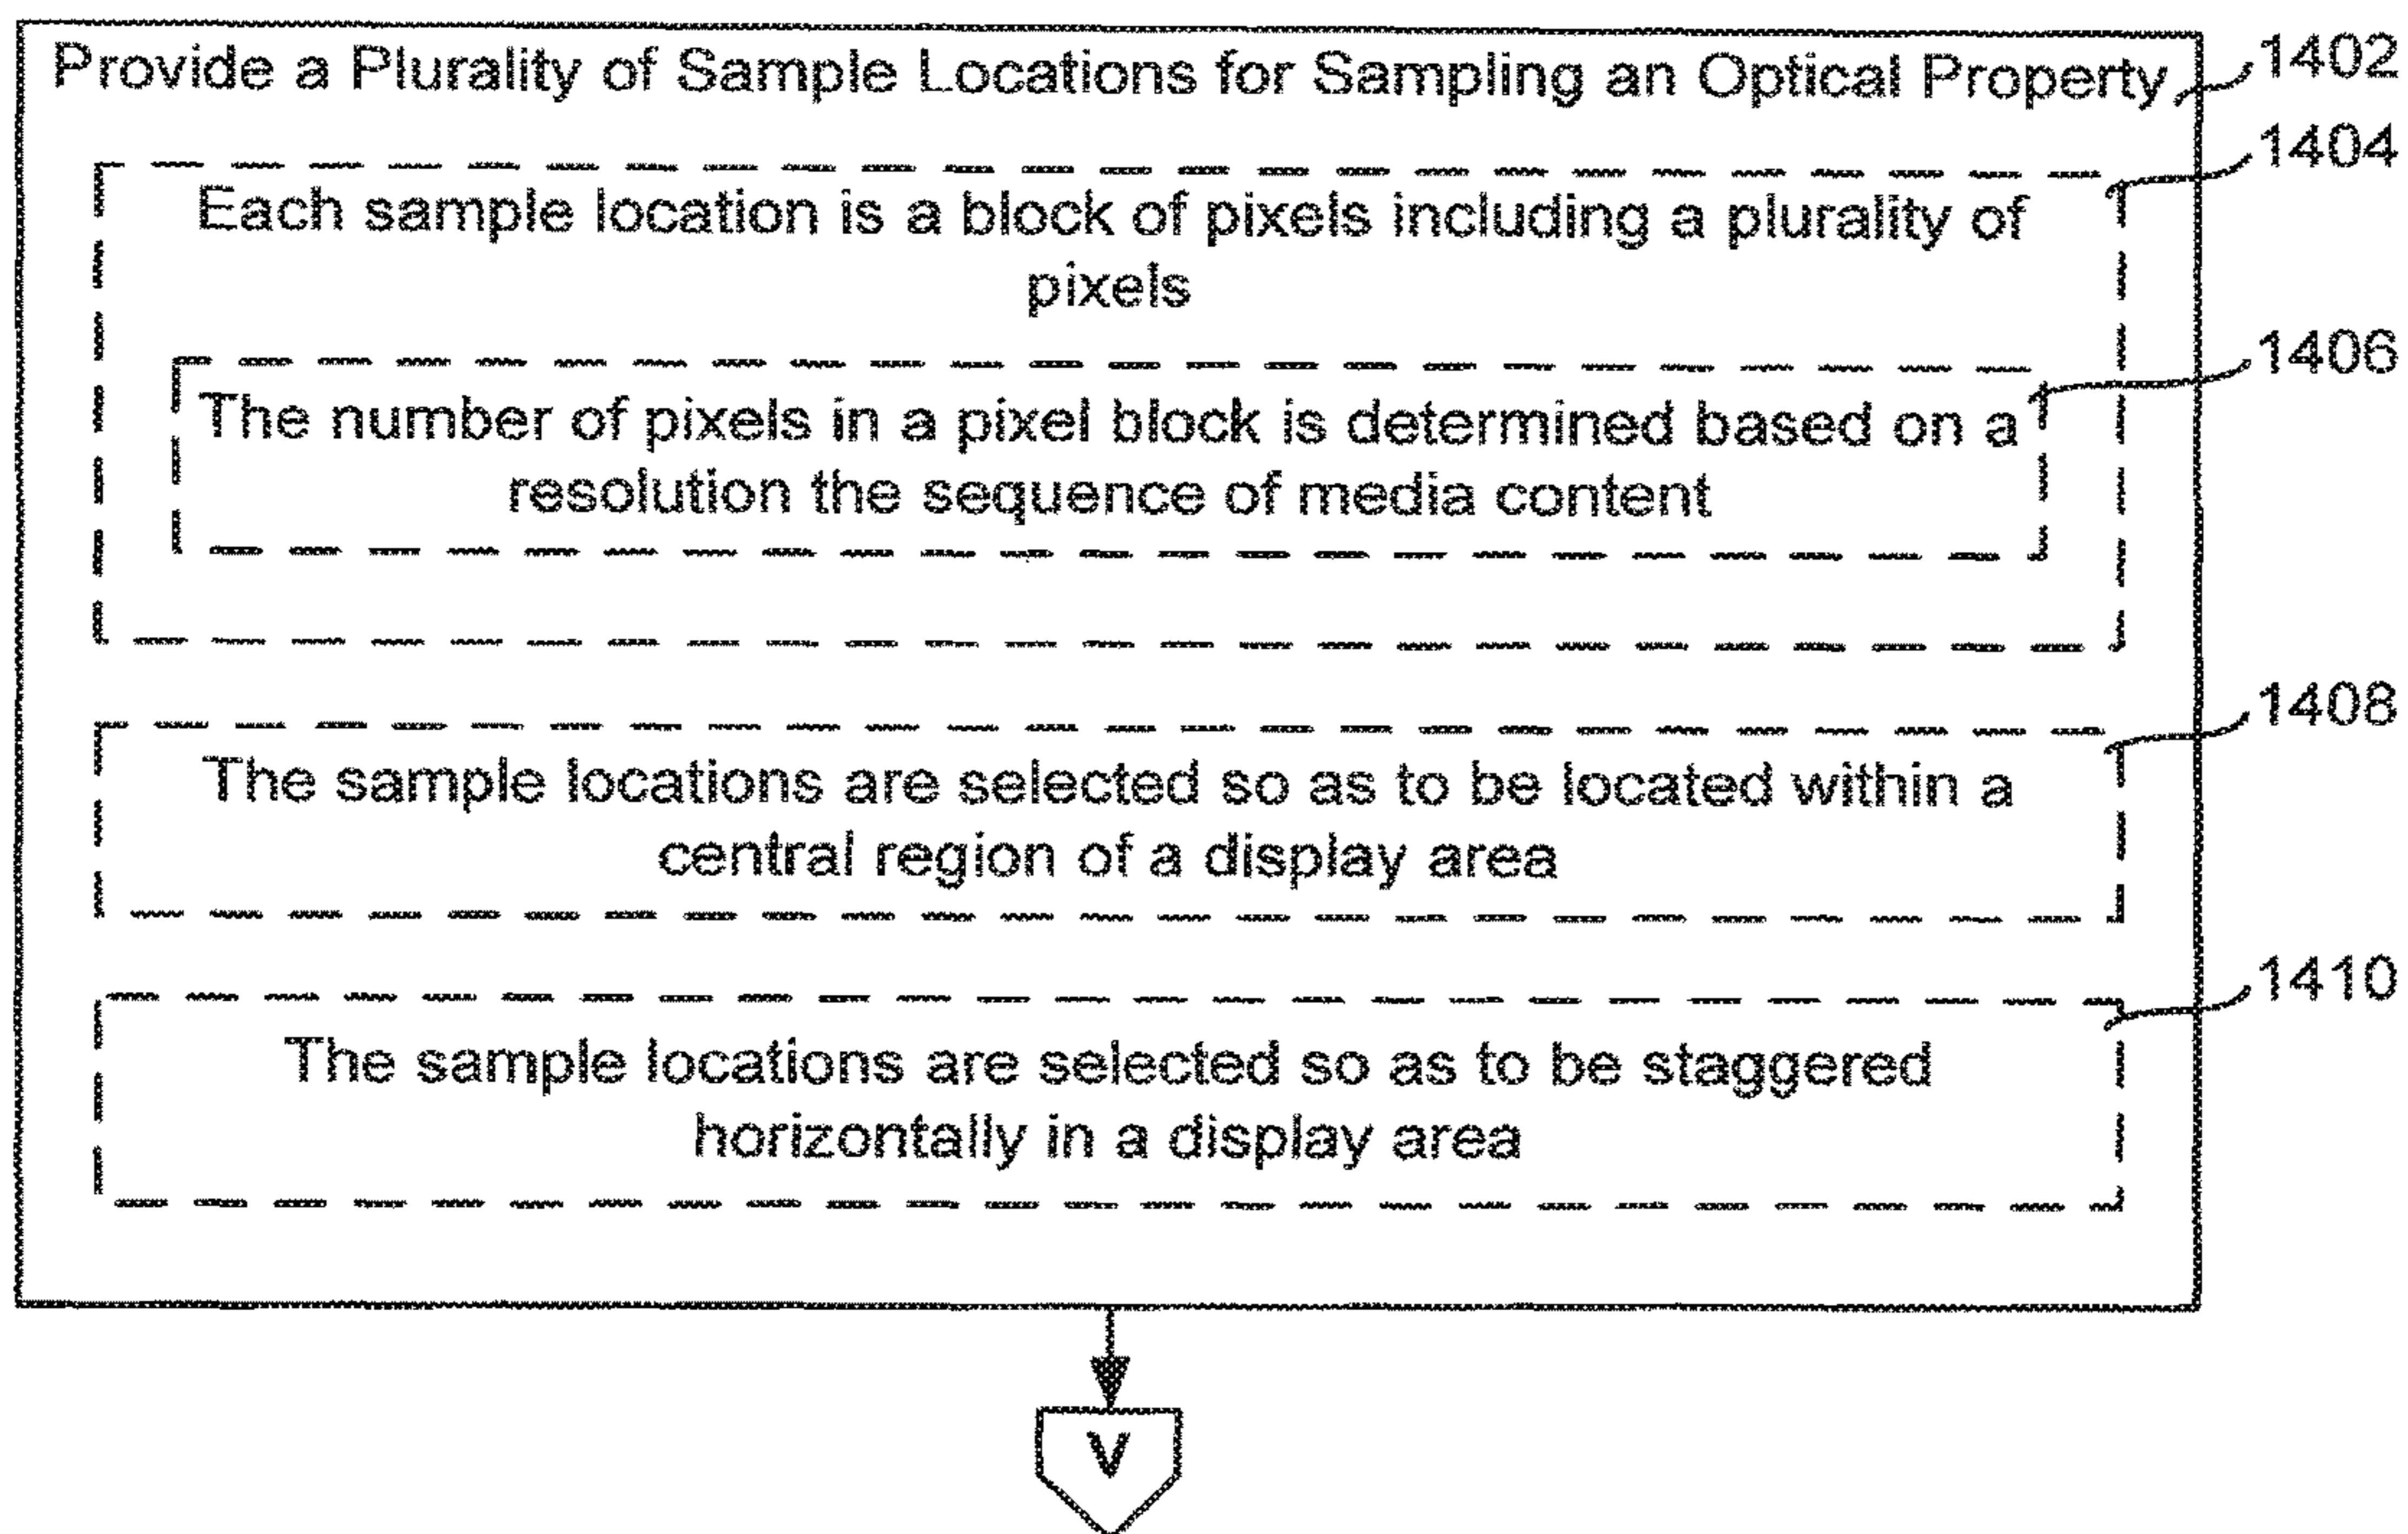 Provide a Plurality of Sample Locations for Sampling an Optical Property
1402
1404
Each sample location is a block of pixels including a plurality of
pixels
1406
The number of pixels in a pixel block is determined based on a
resolution the sequence of media content
1408
The sample locations are selected so as to be located within a
central region of a display area
1410
The sample locations are selected so as to be staggered
horizontally in a display area
V